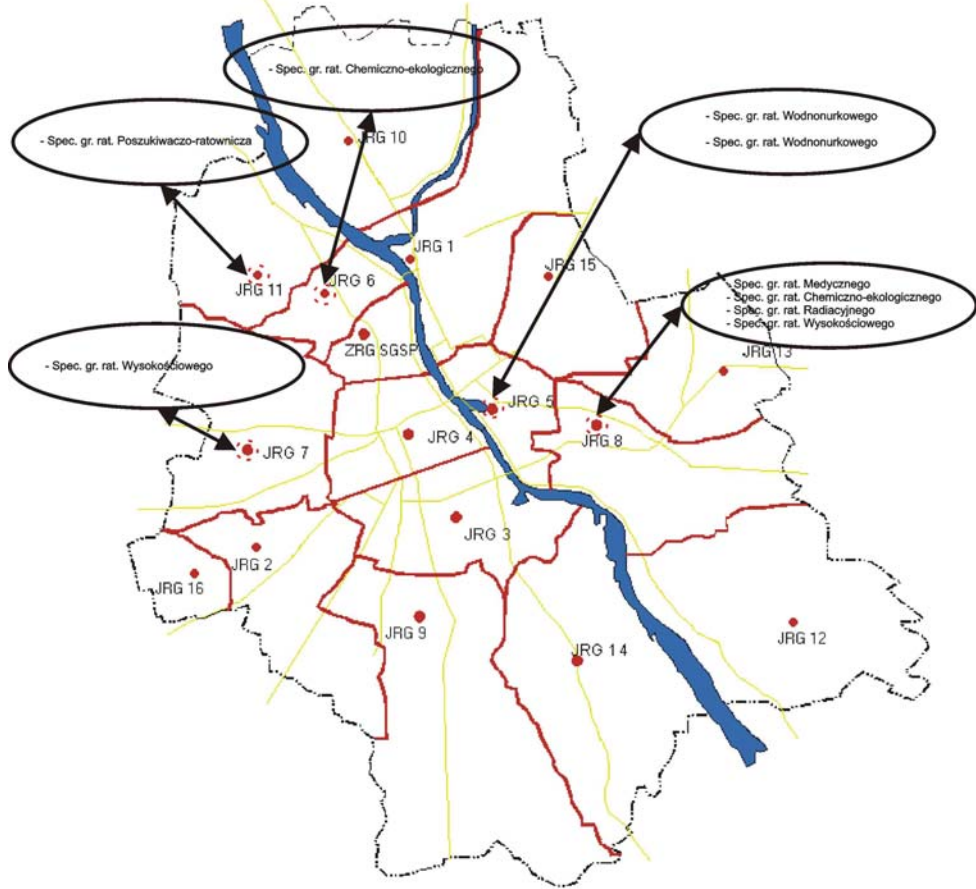 - Spec. gr. rat. Chemiczno-ekologicznego
- Spec. gr. rat. Poszukiwaczo-ratownicza
- Spec. gr. rat. Wodnonurkowego
- Spec. gr. rat. Wodnonurkowego
JRG 10
JRG 1
JRG 15
JRG 11
JRG 6
- Spec. gr. rat. Medycznego
- Spec. gr. rat. Chemiczno-ekologicznego
- Spec. gr. rat. Radiacyjnego
- Spec. gr. rat. Wysokościowego
ZRG SGSP
JRG 13
- Spec. gr. rat. Wysokościowego
JRG 5
JRG 4
JRG 8
JRG 7
JRG 3
JRG 2
JRG 16
JRG 9
JRG 14
JRG 12